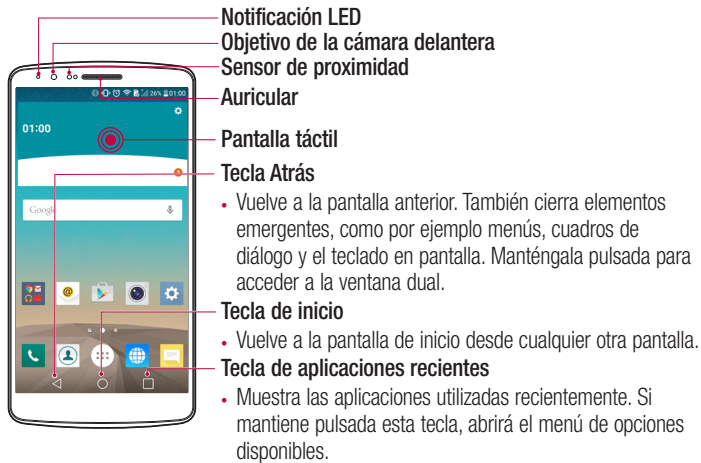 Notificación LED
Objetivo de la cámara delantera
Sensor de proximidad
Auricular
26% 01:00
01:00
Pantalla táctil
Tecla Atrás
• Vuelve a la pantalla anterior. También cierra elementos
emergentes, como por ejemplo menús, cuadros de
diálogo y el teclado en pantalla. Manténgala pulsada para
acceder a la ventana dual.
Google
Tecla de inicio
• Vuelve a la pantalla de inicio desde cualquier otra pantalla.
Tecla de aplicaciones recientes
• Muestra las aplicaciones utilizadas recientemente. Si
mantiene pulsada esta tecla, abrirá el menú de opciones
disponibles.